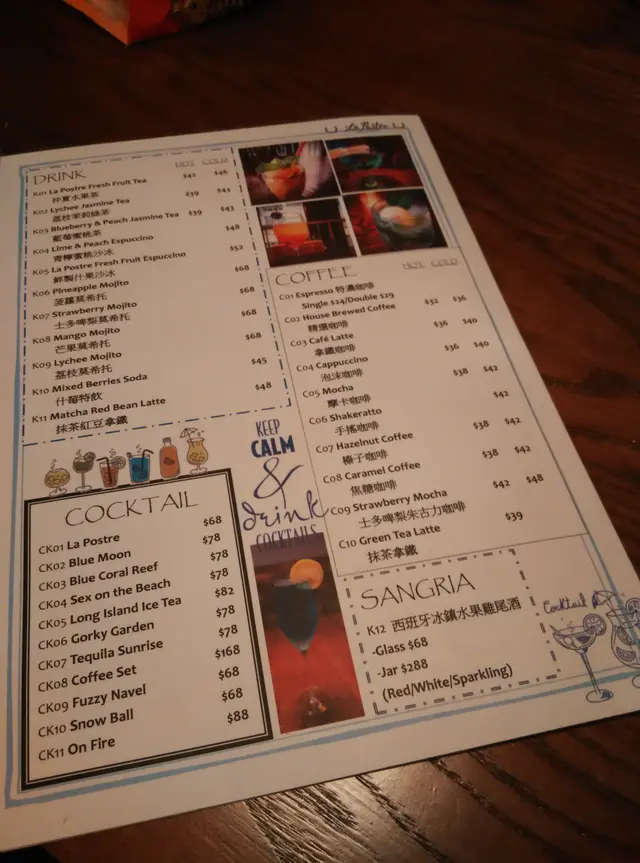 La Postre
DRINK
HOT COLD
K01 La Postre Fresh Fruit Tea $42 $46
仲夏水果茶
K02 Lychee Jasmine Tea $39 $43
荔枝茉莉綠茶
K03 Blueberry & Peach Jasmine Tea $39 $43
藍莓蜜桃茶
K04 Lime & Peach Espuccino $48
青檸蜜桃沙冰
K05 La Postre Fresh Fruit Espuccino $52
鮮製什果沙冰
K06 Pineapple Mojito $68
菠蘿莫希托
K07 Strawberry Mojito $68
士多啤梨莫希托
K08 Mango Mojito $68
芒果莫希托
K09 Lychee Mojito $68
荔枝莫希托
K10 Mixed Berries Soda $45
什莓特飲
K11 Matcha Red Bean Latte $48
抹茶紅豆拿鐵
COFFEE
HOT COLD
C01 Espresso 特濃咖啡
Single $24/Double $29
C02 House Brewed Coffee $32 $36
精選咖啡
C03 Café Latte $36 $40
拿鐵咖啡
C04 Cappuccino $36 $40
泡沫咖啡
C05 Mocha $38 $42
摩卡咖啡
C06 Shakeratto $42
手搖咖啡
C07 Hazelnut Coffee $38 $42
榛子咖啡
C08 Caramel Coffee $38 $42
焦糖咖啡
C09 Strawberry Mocha $42 $48
士多啤梨朱古力咖啡
C10 Green Tea Latte $39
抹茶拿鐵
KEEP
CALM
&
drink
COCKTAILS
COCKTAIL
CK01 La Postre $68
CK02 Blue Moon $78
CK03 Blue Coral Reef $78
CK04 Sex on the Beach $78
CK05 Long Island Ice Tea $82
CK06 Gorky Garden $78
CK07 Tequila Sunrise $78
CK08 Coffee Set $168
CK09 Fuzzy Navel $68
CK10 Snow Ball $68
CK11 On Fire $88
SANGRIA
K12 西班牙冰鎮水果雞尾酒
-Glass $68
-Jar $288
(Red/White/Sparkling)
Cocktail